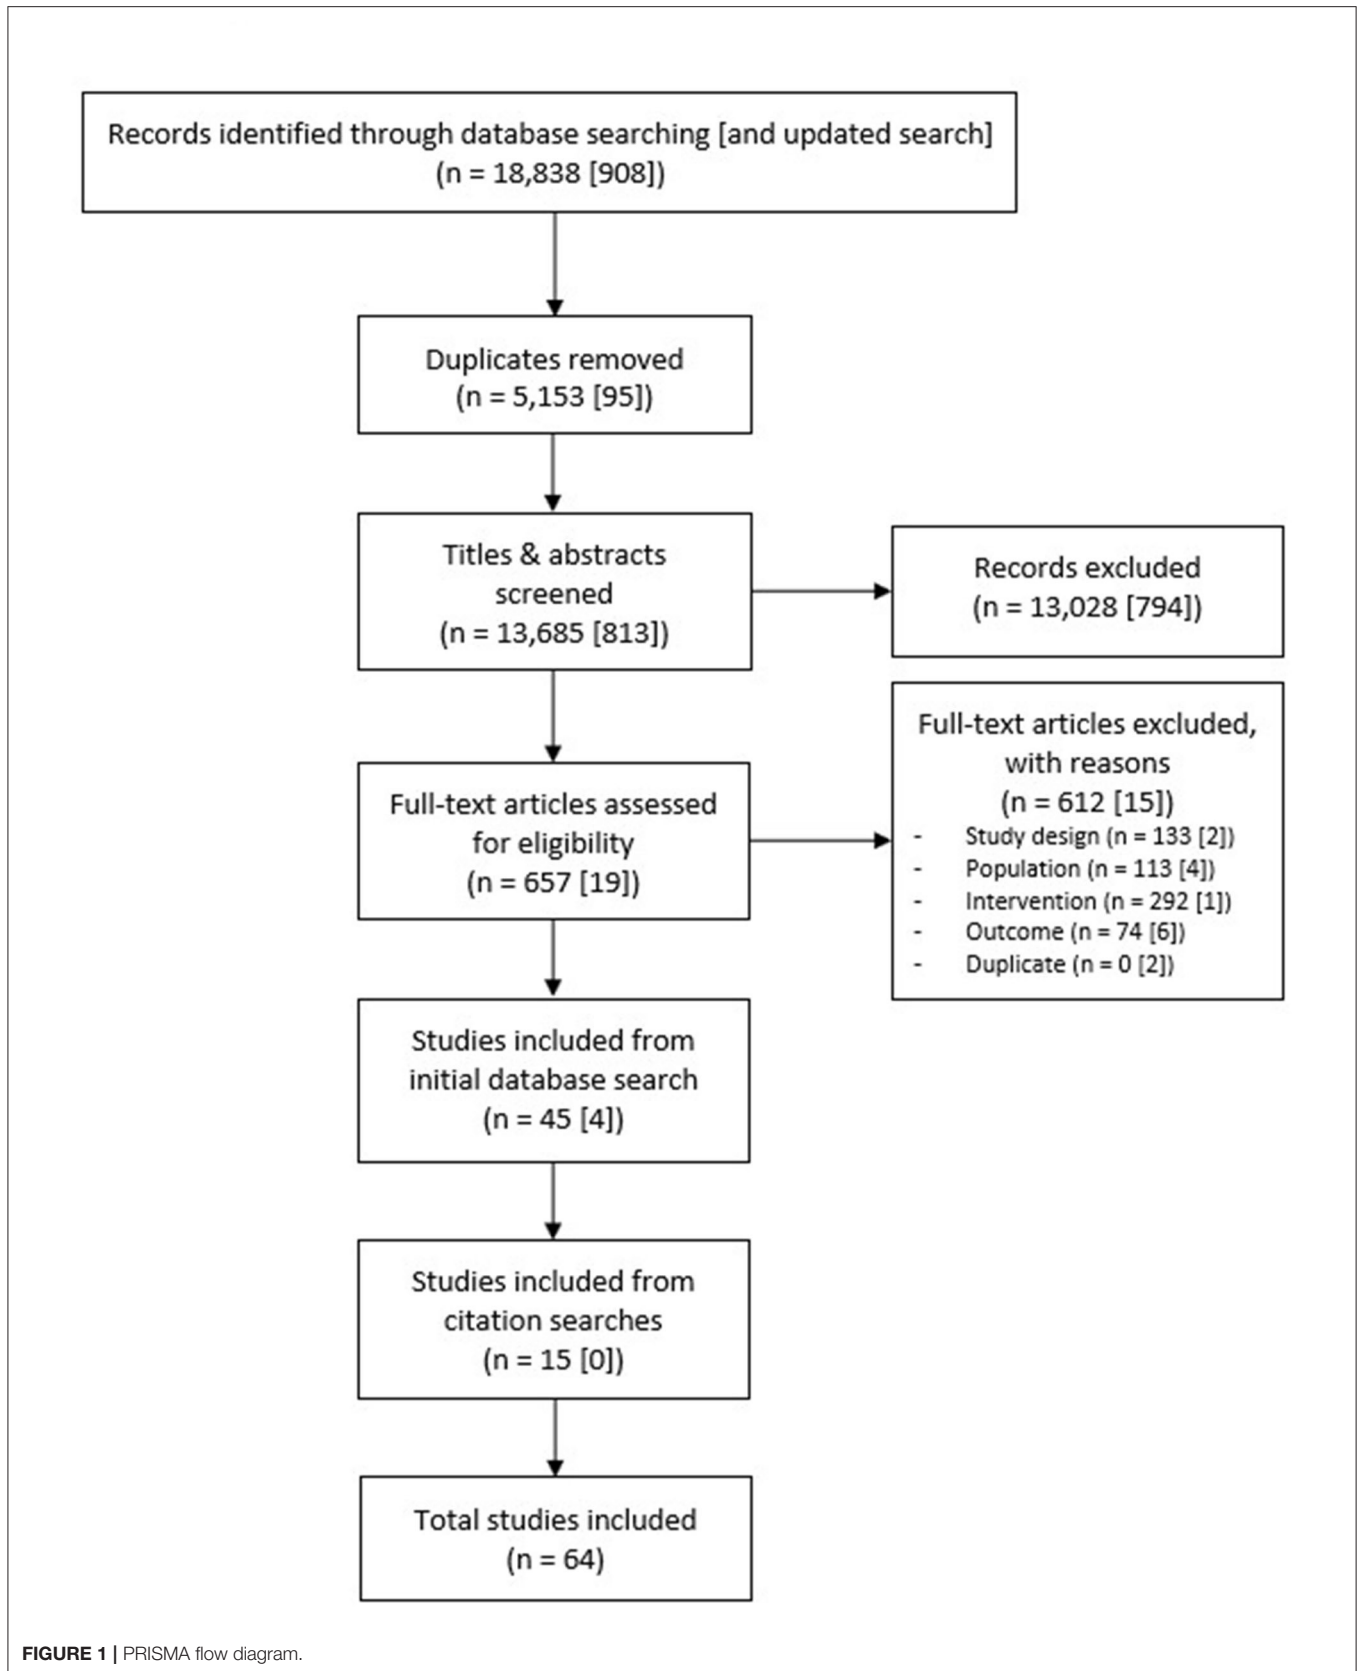 Records identified through database searching [and updated search]
(n = 18,838 [908])
Duplicates removed
(n = 5,153 [95])
Titles & abstracts
screened
(n = 13,685 [813])
Records excluded
(n = 13,028 [794])
Full-text articles assessed
for eligibility
(n = 657 [19])
Full-text articles excluded,
with reasons
(n = 612 [15])
- Study design (n = 133 [2])
- Population (n = 113 [4])
- Intervention (n = 292 [1])
- Outcome (n = 74 [6])
- Duplicate (n = 0 [2])
Studies included from
initial database search
(n = 45 [4])
Studies included from
citation searches
(n = 15 [0])
Total studies included
(n = 64)
FIGURE 1 | PRISMA flow diagram.